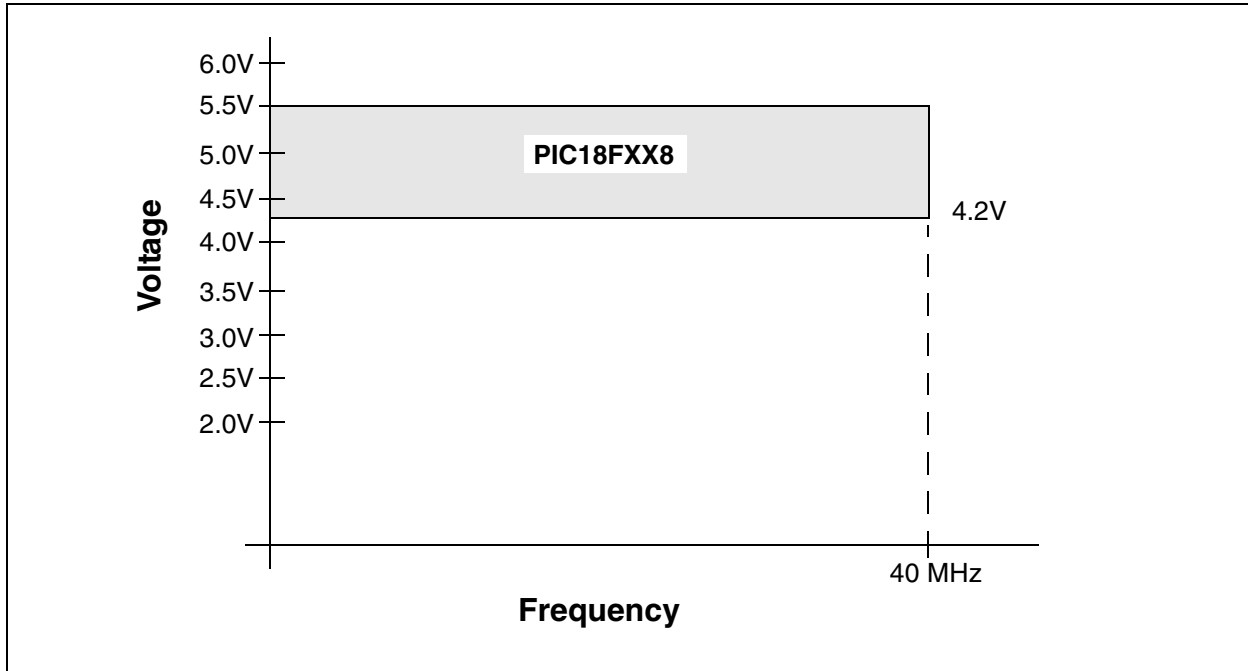 6.0V
5.5V
5.0V
4.5V
4.0V
3.5V
3.0V
2.5V
2.0V
Voltage
PIC18FXX8
4.2V
40 MHz
Frequency